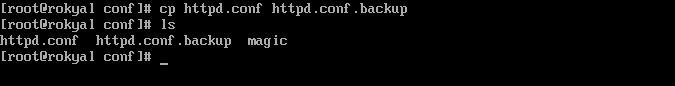 [root@rokyal conf]# cp httpd.conf httpd.conf.backup
[root@rokyal conf]# ls
httpd.conf  httpd.conf.backup  magic
[root@rokyal conf]# _